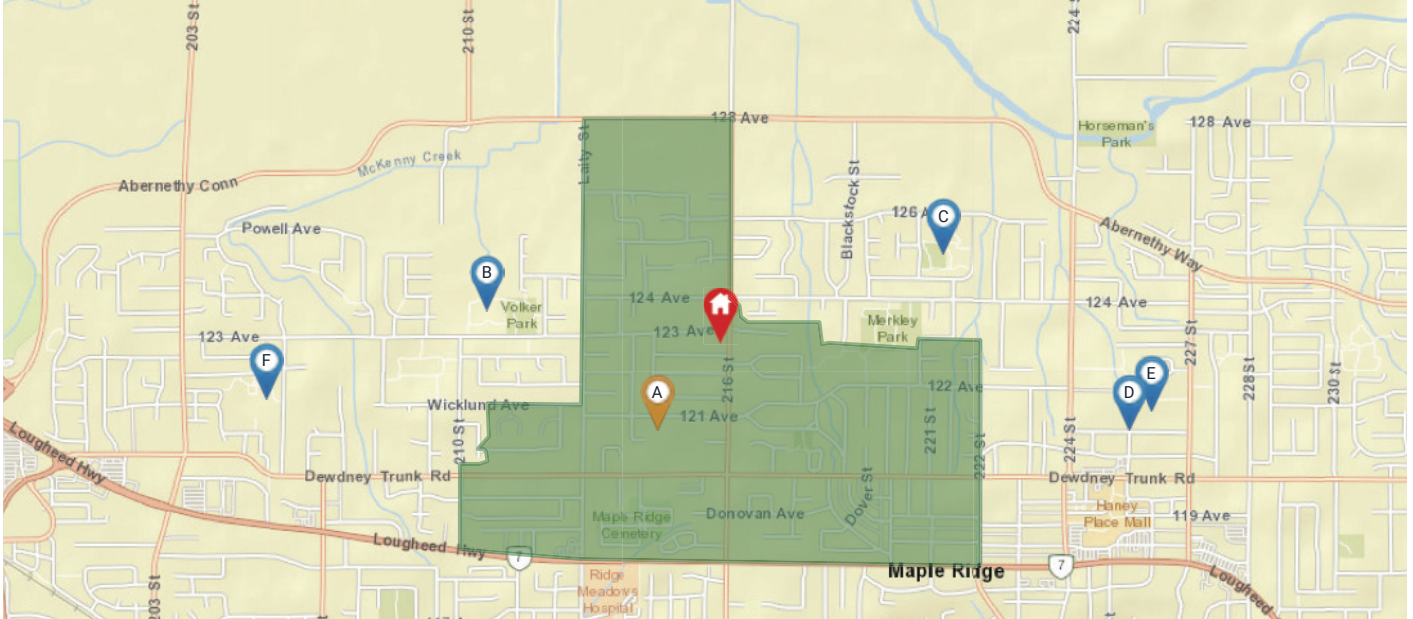 203 St
210 St
224 St
128 Ave
128 Ave
Horseman's
Park
Laity St
McKenny Creek
Abernethy Conn
Blackstock St
126 A
C
Powell Ave
Abernethy Way
B
Volker
Park
124 Ave
124 Ave
123 Ave
123 Ave
Merkley
Park
227 St
F
216 St
228St
230 St
A
122 Ave
D
E
Wicklund Ave
121 Ave
221 St
210 St
224 St
222 St
Lougheed Hwy
Dewdney Trunk Rd
Dewdney Trunk Rd
Dover St
Maple Ridge
Cemetery
Donovan Ave
Haney
Place Mall
119 Ave
Lougheed Hwy
7
7
Maple Ridge
Ridge
Meadows
Hospital
203 St
Lougheed